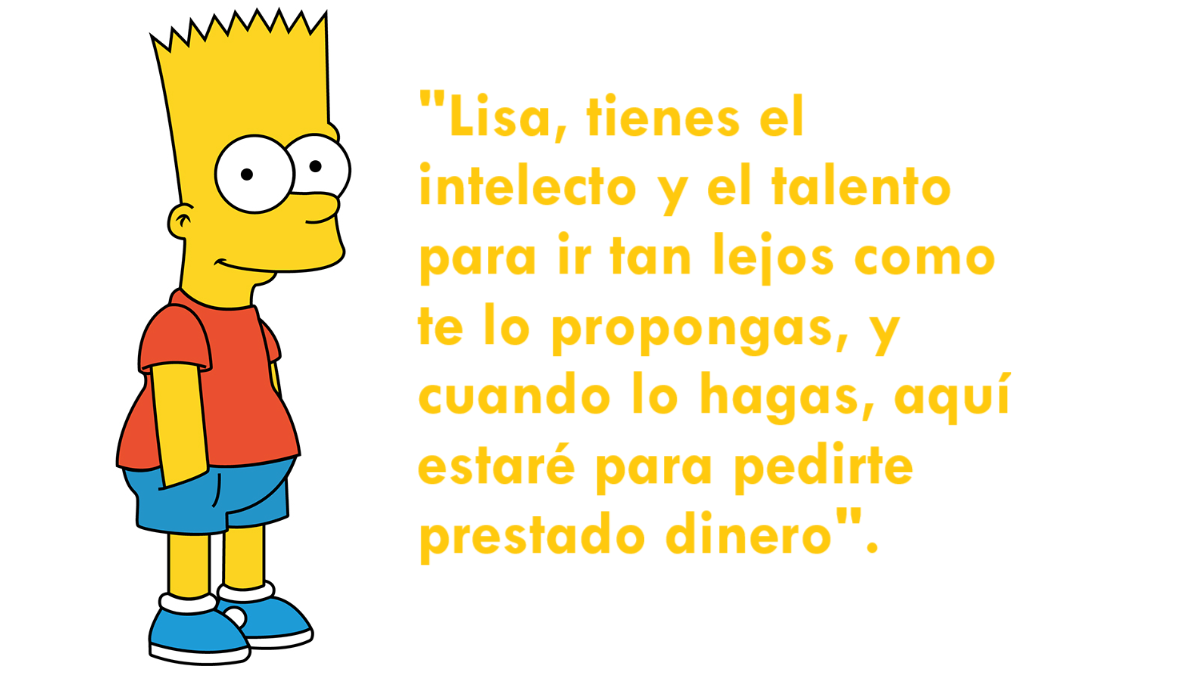 "Lisa, tienes el
intelecto y el talento
para ir tan lejos como
te lo propongas, y
cuando lo hagas, aquí
estaré para pedirte
prestado dinero".